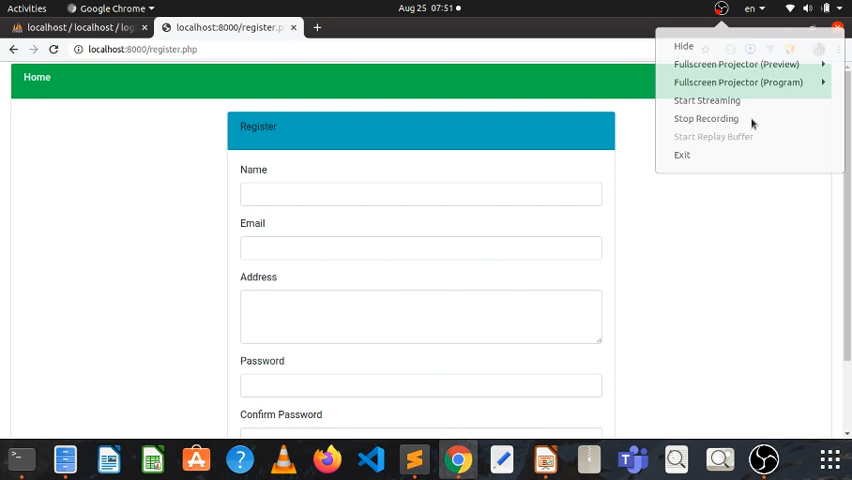 Activities Google Chrome Aug 25 07:51 en
localhost / localhost / log localhost:8000/register.php
localhost:8000/register.php
Home
Hide
Fullscreen Projector (Preview)
Fullscreen Projector (Program)
Start Streaming
Stop Recording
Start Replay Buffer
Exit
Register
Name
Email
Address
Password
Confirm Password